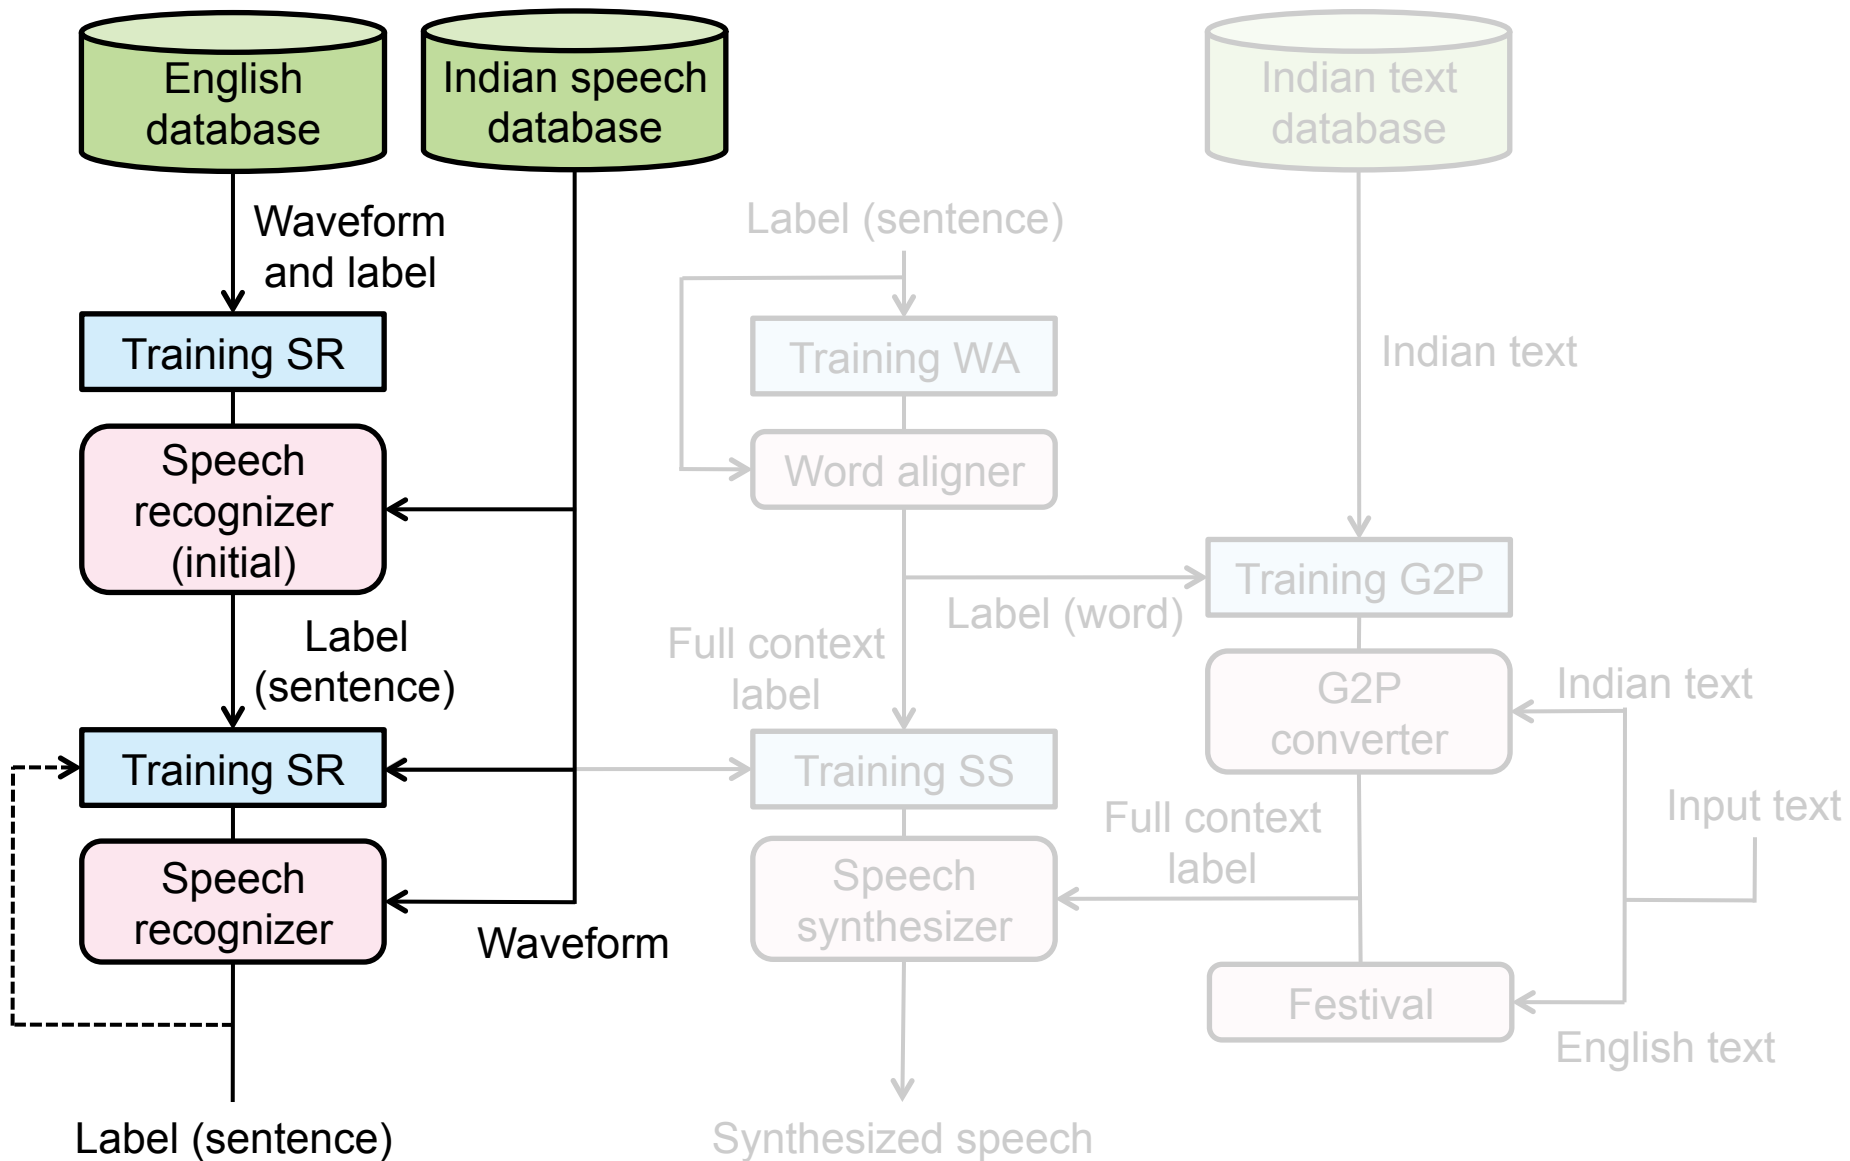 English
database
Indian speech
database
Waveform
and label
Training SR
Speech
recognizer
(initial)
Label
(sentence)
Training SR
Speech
recognizer
Waveform
Label (sentence)
Label (sentence)
Training WA
Word aligner
Label (word)
Full context
label
Training SS
Speech
synthesizer
Synthesized speech
Indian text
database
Indian text
Training G2P
G2P
converter
Indian text
Input text
Full context
label
Festival
English text